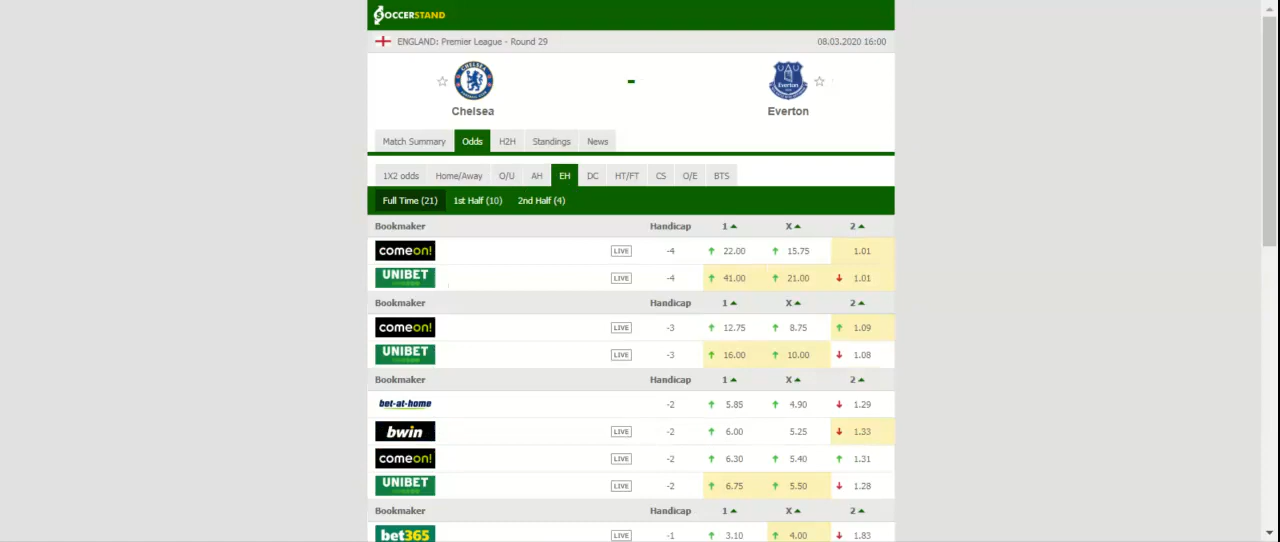 SOCCERSTAND
ENGLAND: Premier League - Round 29 08.03.2020 16:00
-
Chelsea Everton
Match Summary Odds H2H Standings News
1X2 odds Home/Away O/U AH EH DC HT/FT CS O/E BTS
Full Time (21) 1st Half (10) 2nd Half (4)
Bookmaker Handicap 1 X 2
comeon! LIVE -4 22.00 15.75 1.01
UNIBET LIVE -4 41.00 21.00 1.01
Bookmaker Handicap 1 X 2
comeon! LIVE -3 12.75 8.75 1.09
UNIBET LIVE -3 16.00 10.00 1.08
Bookmaker Handicap 1 X 2
bet-at-home -2 5.85 4.90 1.29
bwin LIVE -2 6.00 5.25 1.33
comeon! LIVE -2 6.30 5.40 1.31
UNIBET LIVE -2 6.75 5.50 1.28
Bookmaker Handicap 1 X 2
bet365 LIVE -1 3.10 4.00 1.83